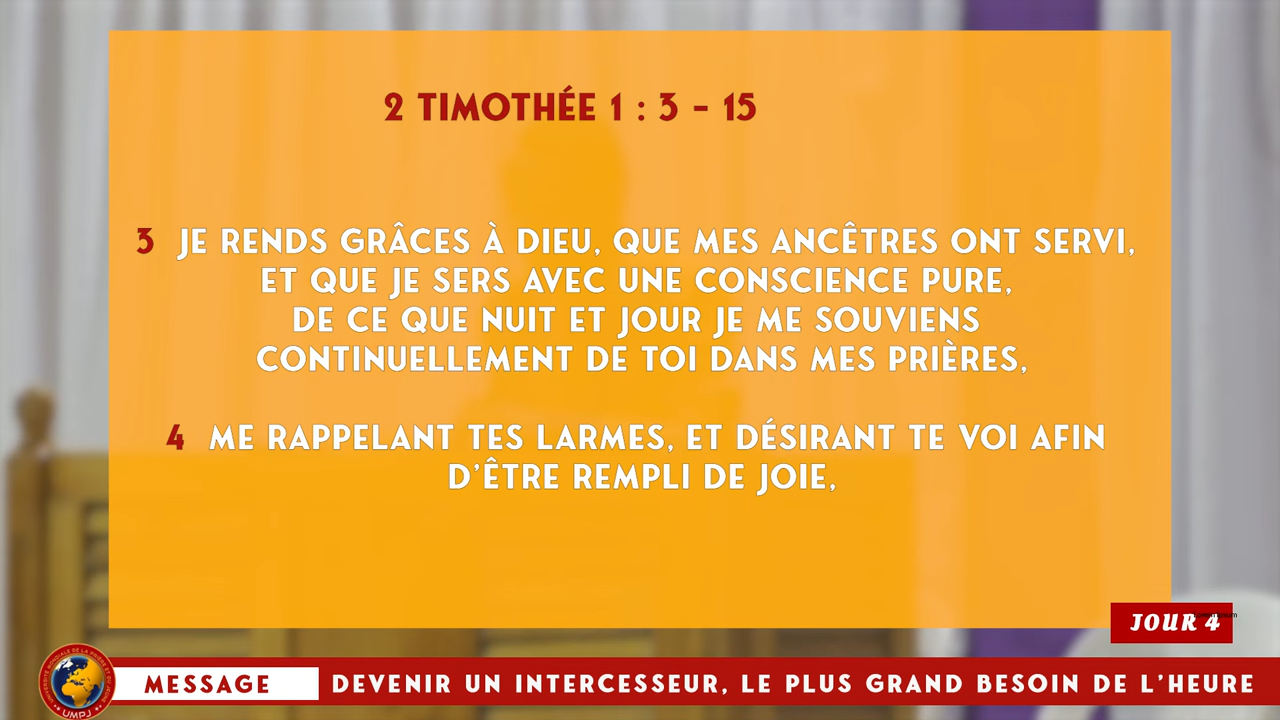 2 TIMOTHÉE 1 : 3 - 15
3 JE RENDS GRÂCES À DIEU, QUE MES ANCÊTRES ONT SERVI,
ET QUE JE SERS AVEC UNE CONSCIENCE PURE,
DE CE QUE NUIT ET JOUR JE ME SOUVIENS
CONTINUELLEMENT DE TOI DANS MES PRIÈRES,
4 ME RAPPELANT TES LARMES, ET DÉSIRANT TE VOI AFIN
D'ÊTRE REMPLI DE JOIE,
JOUR 4
MESSAGE
DEVENIR UN INTERCESSEUR, LE PLUS GRAND BESOIN DE L'HEURE
UMPJ